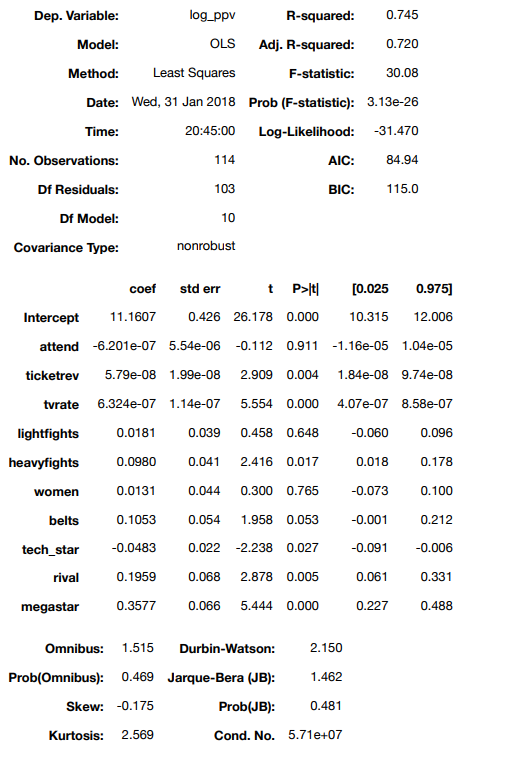 Dep. Variable: log_ppv R-squared: 0.745
Model: OLS Adj. R-squared: 0.720
Method: Least Squares F-statistic: 30.08
Date: Wed, 31 Jan 2018 Prob (F-statistic): 3.13e-26
Time: 20:45:00 Log-Likelihood: -31.470
No. Observations: 114 AIC: 84.94
Df Residuals: 103 BIC: 115.0
Df Model: 10
Covariance Type: nonrobust
coef std err t P>|t| [0.025 0.975]
Intercept 11.1607 0.426 26.178 0.000 10.315 12.006
attend -6.201e-07 5.54e-06 -0.112 0.911 -1.16e-05 1.04e-05
ticketrev 5.79e-08 1.99e-08 2.909 0.004 1.84e-08 9.74e-08
tvrate 6.324e-07 1.14e-07 5.554 0.000 4.07e-07 8.58e-07
lightfights 0.0181 0.039 0.458 0.648 -0.060 0.096
heavyfights 0.0980 0.041 2.416 0.017 0.018 0.178
women 0.0131 0.044 0.300 0.765 -0.073 0.100
belts 0.1053 0.054 1.958 0.053 -0.001 0.212
tech_star -0.0483 0.022 -2.238 0.027 -0.091 -0.006
rival 0.1959 0.068 2.878 0.005 0.061 0.331
megastar 0.3577 0.066 5.444 0.000 0.227 0.488
Omnibus: 1.515 Durbin-Watson: 2.150
Prob(Omnibus): 0.469 Jarque-Bera (JB): 1.462
Skew: -0.175 Prob(JB): 0.481
Kurtosis: 2.569 Cond. No. 5.71e+07